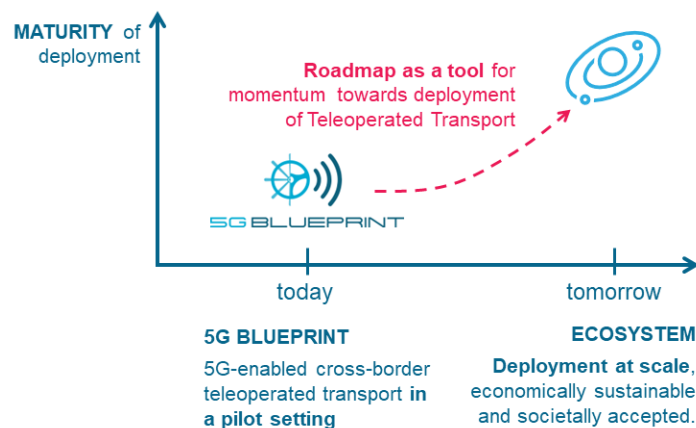 MATURITY of
deployment
Roadmap as a tool for
momentum towards deployment
of Teleoperated Transport
5G BLUEPRINT
today
tomorrow
5G BLUEPRINT
5G-enabled cross-border
teleoperated transport in
a pilot setting
ECOSYSTEM
Deployment at scale,
economically sustainable
and societally accepted.